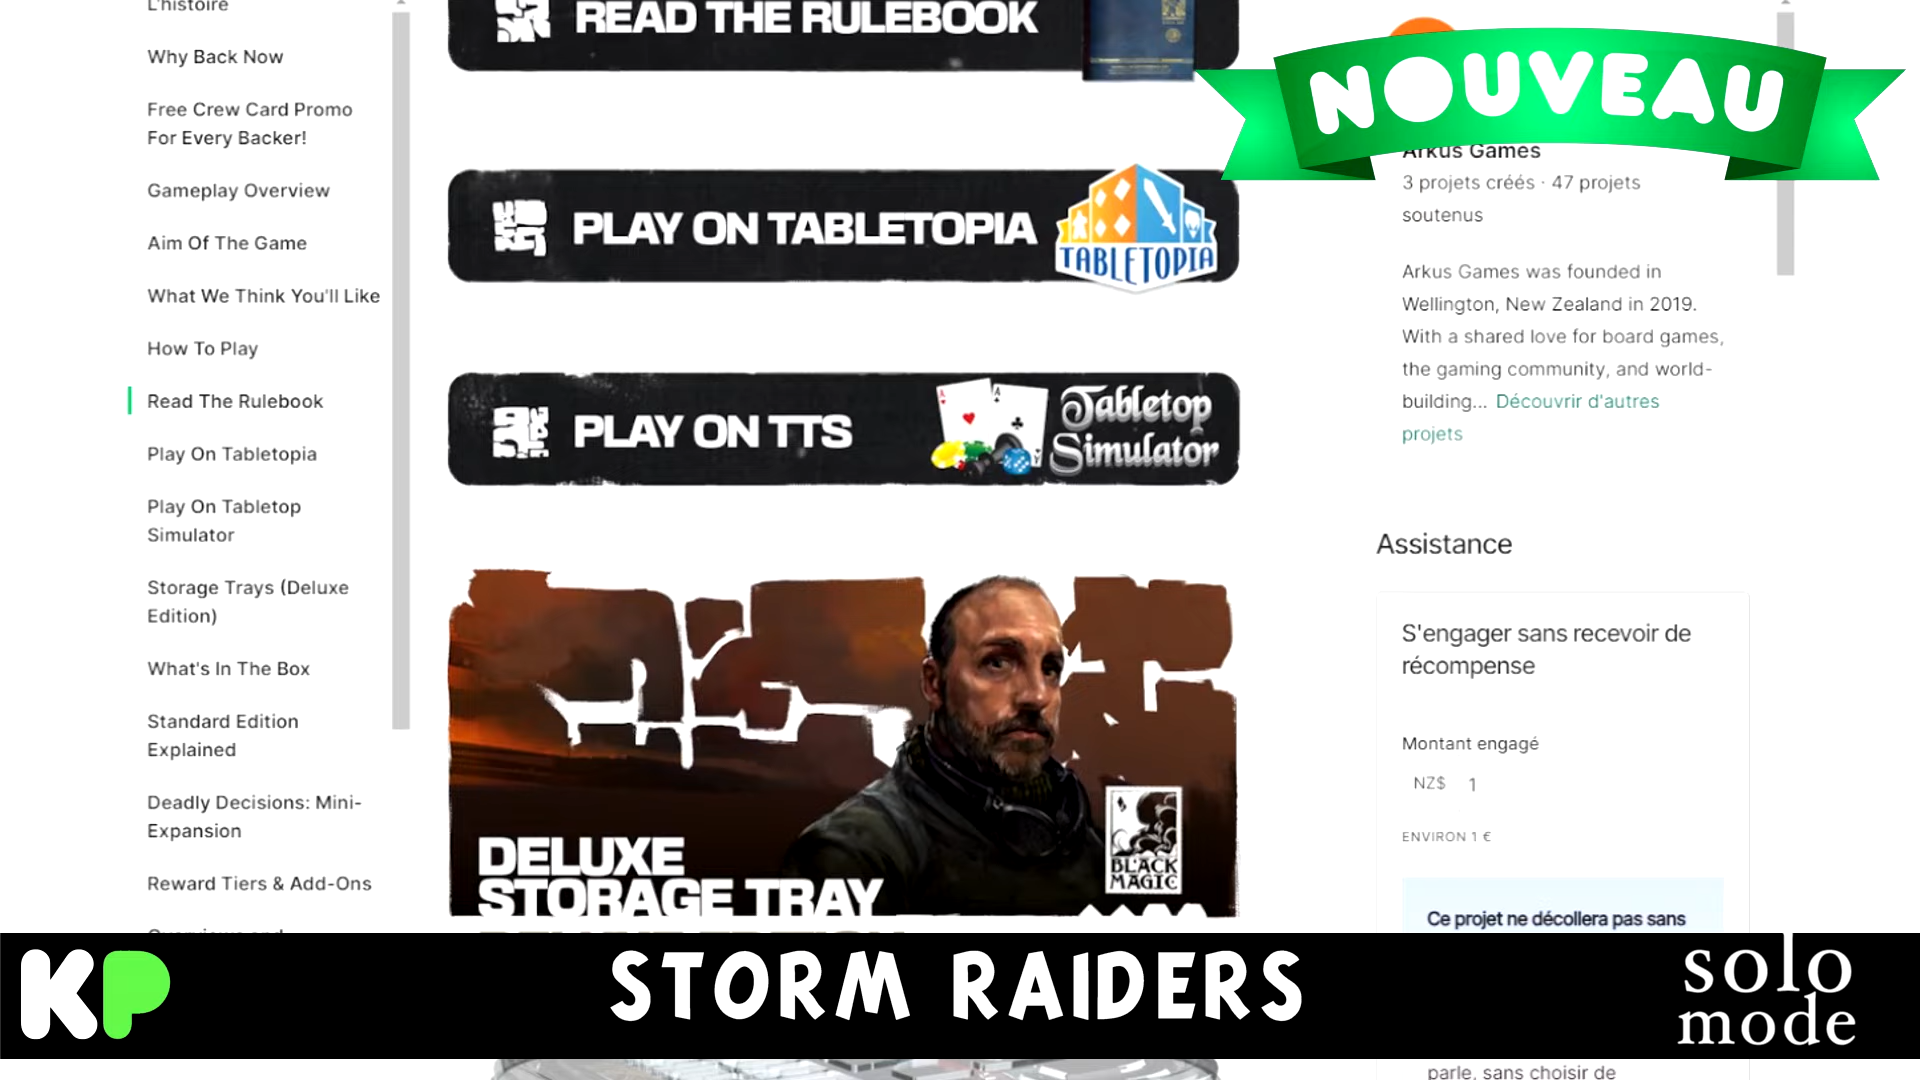 L'histoire
Why Back Now
Free Crew Card Promo
For Every Backer!
Gameplay Overview
Aim Of The Game
What We Think You'll Like
How To Play
Read The Rulebook
Play On Tabletopia
Play On Tabletop
Simulator
Storage Trays (Deluxe
Edition)
What's In The Box
Standard Edition
Explained
Deadly Decisions: Mini-
Expansion
Reward Tiers & Add-Ons
READ THE RULEBOOK
PLAY ON TABLETOPIA
TABLETOPIA
PLAY ON TTS
Tabletop
Simulator
DELUXE
STORAGE TRAY
BLACK
MAGIC
NOUVEAU
Arkus Games
3 projets créés · 47 projets
soutenus
Arkus Games was founded in
Wellington, New Zealand in 2019.
With a shared love for board games,
the gaming community, and world-
building... Découvrir d'autres
projets
Assistance
S'engager sans recevoir de
récompense
Montant engagé
NZ$ 1
ENVIRON 1 €
Ce projet ne décollera pas sans
KP
STORM RAIDERS
solo
mode
parle, sans choisir de